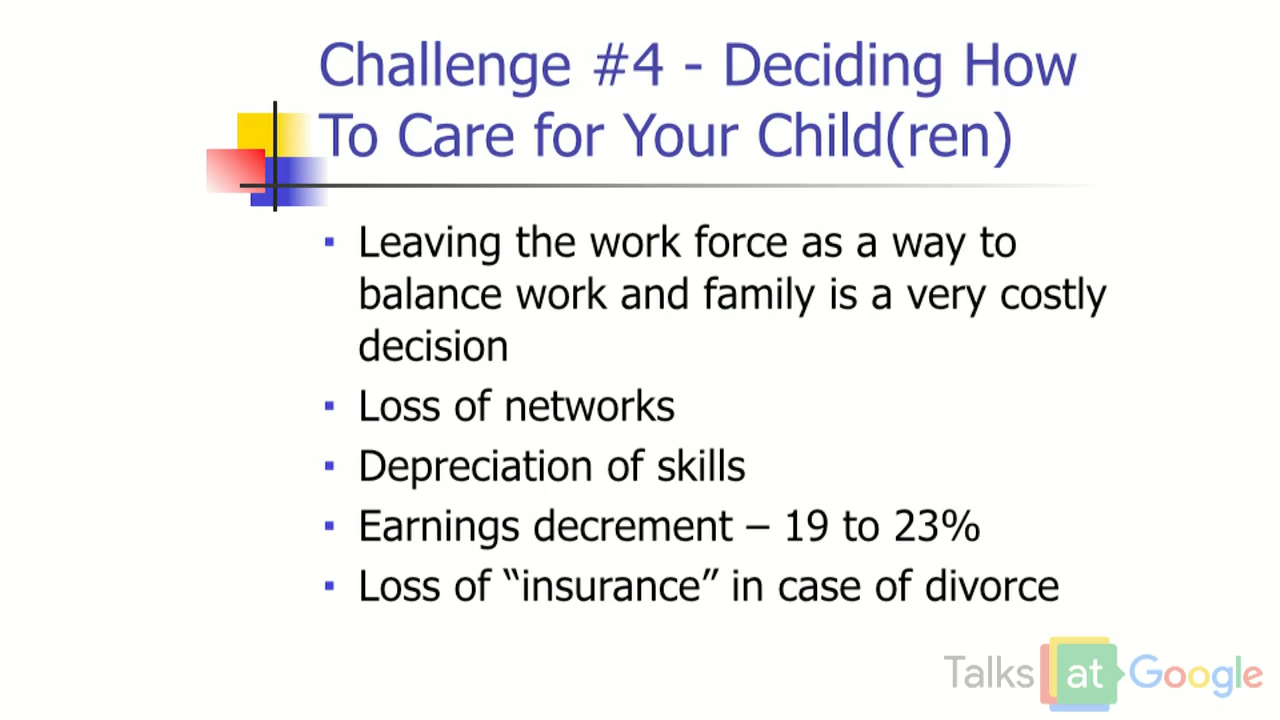 Challenge #4 - Deciding How
To Care for Your Child(ren)
▪ Leaving the work force as a way to
balance work and family is a very costly
decision
▪ Loss of networks
▪ Depreciation of skills
▪ Earnings decrement – 19 to 23%
▪ Loss of “insurance” in case of divorce
Talks at Google